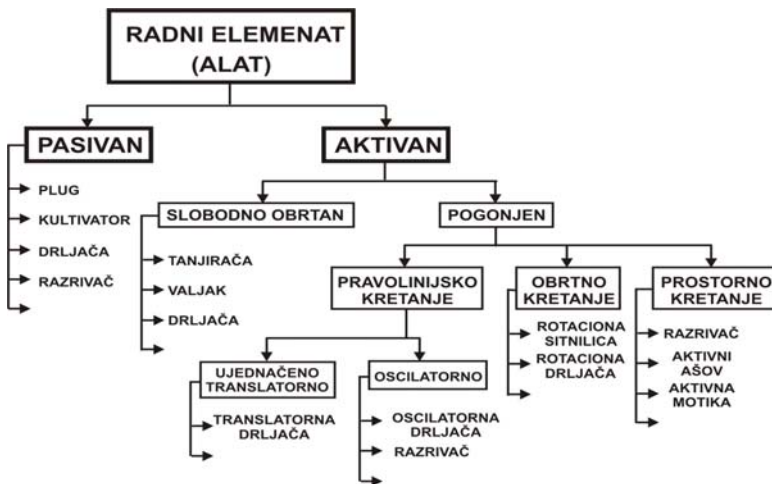 RADNI ELEMENAT
(ALAT)
PASIVAN
PLUG
KULTIVATOR
DRLJAČA
RAZRIVAČ
AKTIVAN
SLOBODNO OBRTAN
TANJIRAČA
VALJAK
DRLJAČA
POGONJEN
PRAVOLINIJSKO
KRETANJE
UJEDNAČENO
TRANSLATORNO
TRANSLATORNA
DRLJAČA
OSCILATORNO
OSCILATORNA
DRLJAČA
RAZRIVAČ
OBRTNO
KRETANJE
ROTACIONA
SITNILICA
ROTACIONA
DRLJAČA
PROSTORNO
KRETANJE
RAZRIVAČ
AKTIVNI
AŠOV
AKTIVNA
MOTIKA